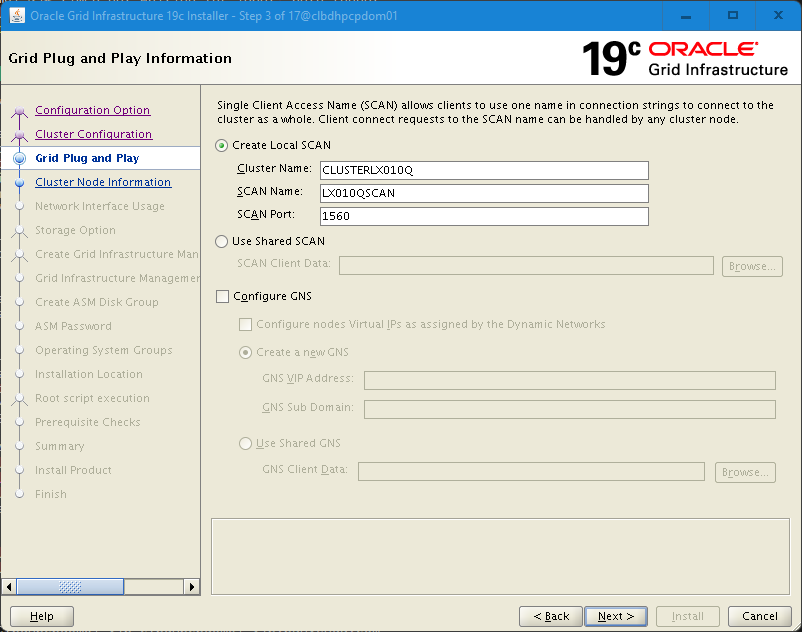 Oracle Grid Infrastructure 19c Installer - Step 3 of 17@clbdhpcpdom01
Grid Plug and Play Information
19c ORACLE
Grid Infrastructure
Configuration Option
Cluster Configuration
Grid Plug and Play
Cluster Node Information
Network Interface Usage
Storage Option
Create Grid Infrastructure Man
Grid Infrastructure Managemer
Create ASM Disk Group
ASM Password
Operating System Groups
Installation Location
Root script execution
Prerequisite Checks
Summary
Install Product
Finish
Single Client Access Name (SCAN) allows clients to use one name in connection strings to connect to the
cluster as a whole. Client connect requests to the SCAN name can be handled by any cluster node.
Create Local SCAN
Cluster Name: CLUSTERLX010Q
SCAN Name: LX010QSCAN
SCAN Port: 1560
Use Shared SCAN
SCAN Client Data: Browse...
Configure GNS
Configure nodes Virtual IPs as assigned by the Dynamic Networks
Create a new GNS
GNS VIP Address:
GNS Sub Domain:
Use Shared GNS
GNS Client Data: Browse...
Help < Back Next > Install Cancel